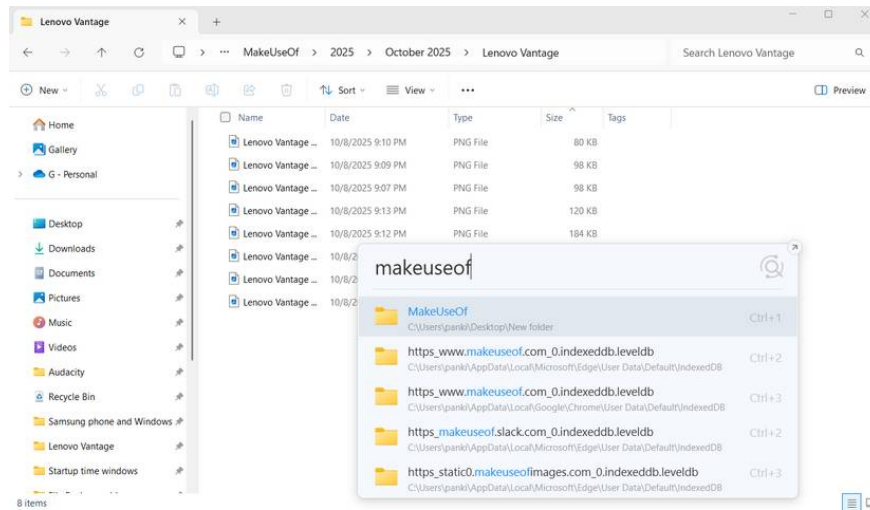 Lenovo Vantage
MakeUseOf > 2025 > October 2025 > Lenovo Vantage
Search Lenovo Vantage
New
Sort
View
Preview
Home
Gallery
G - Personal
Desktop
Downloads
Documents
Pictures
Music
Videos
Audacity
Recycle Bin
Samsung phone and Windows
Lenovo Vantage
Startup time windows
Name Date Type Size Tags
Lenovo Vantage ... 10/8/2025 9:10 PM PNG File 80 KB
Lenovo Vantage ... 10/8/2025 9:09 PM PNG File 98 KB
Lenovo Vantage ... 10/8/2025 9:07 PM PNG File 98 KB
Lenovo Vantage ... 10/8/2025 9:13 PM PNG File 120 KB
Lenovo Vantage ... 10/8/2025 9:12 PM PNG File 184 KB
Lenovo Vantage ... 10/8/2
Lenovo Vantage ... 10/8/2
Lenovo Vantage ... 10/8/2
makeuseof
MakeUseOf Ctrl+1
C:\Users\panki\Desktop\New folder
https_www.makeuseof.com_0.indexeddb.leveldb Ctrl+2
C:\Users\panki\AppData\Local\Microsoft\Edge\User Data\Default\IndexedDB
https_www.makeuseof.com_0.indexeddb.leveldb Ctrl+3
C:\Users\panki\AppData\Local\Google\Chrome\User Data\Default\IndexedDB
https_makeuseof.slack.com_0.indexeddb.leveldb Ctrl+2
C:\Users\panki\AppData\Local\Microsoft\Edge\User Data\Default\IndexedDB
https_static0.makeuseofimages.com_0.indexeddb.leveldb Ctrl+3
C:\Users\panki\AppData\Local\Microsoft\Edge\User Data\Default\IndexedDB
8 items